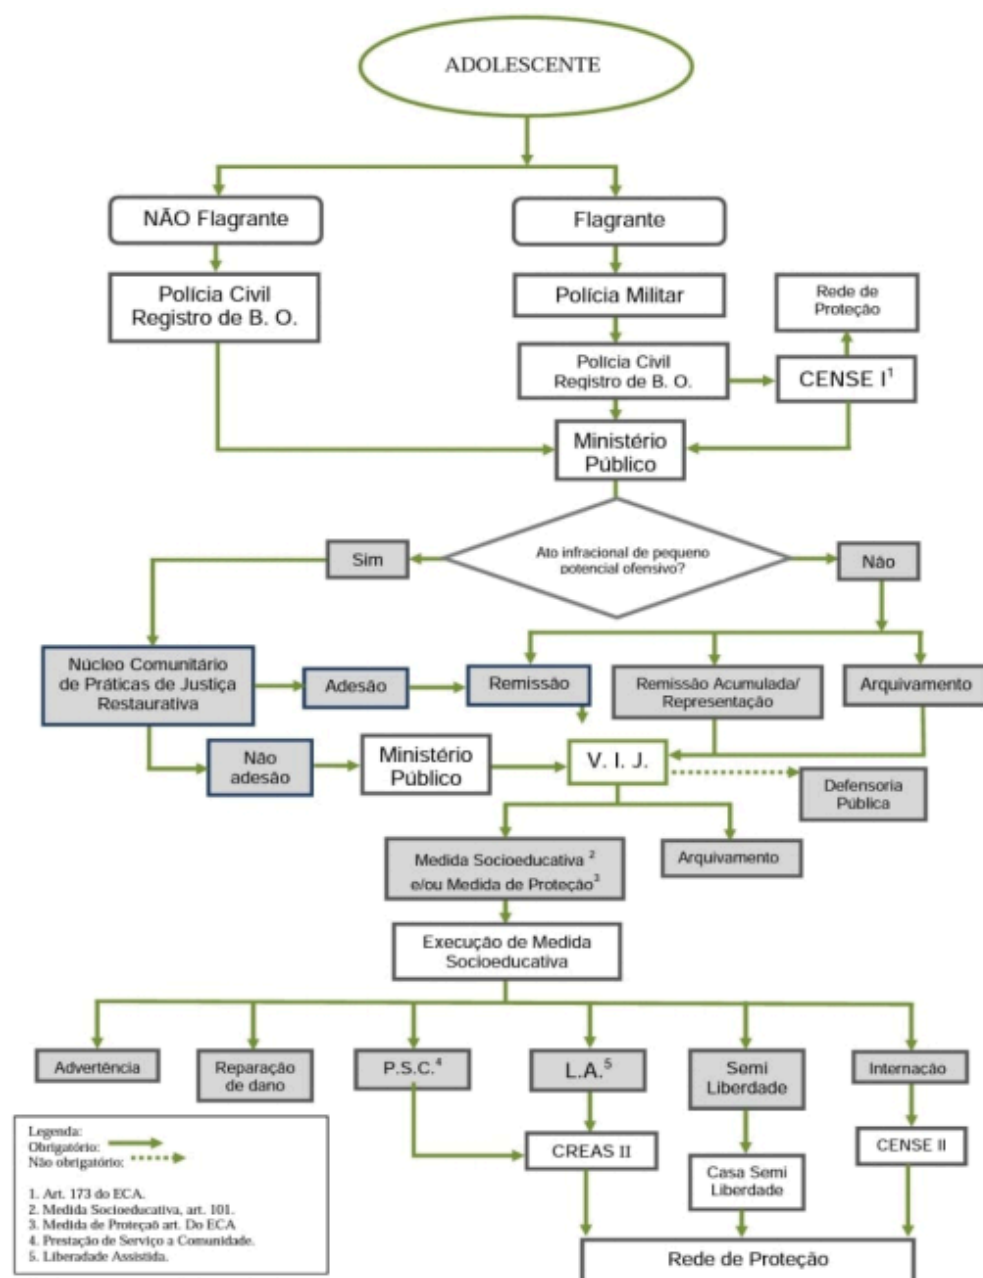 ADOLESCENTE
NÃO Flagrante
Flagrante
Polícia Civil
Registro de B. O.
Polícia Militar
Rede de
Proteção
Polícia Civil
Registro de B. O.
CENSE I¹
Ministério
Público
Ato infracional de pequeno
potencial ofensivo?
Sim
Não
Núcleo Comunitário
de Práticas de Justiça
Restaurativa
Adesão
Remissão
Remissão Acumulada/
Representação
Arquivamento
Não
adesão
Ministério
Público
V. I. J.
Defensoria
Pública
Medida Socioeducativa ²
e/ou Medida de Proteção³
Arquivamento
Execução de Medida
Socioeducativa
Advertência
Reparação
de dano
P.S.C.⁴
L.A.⁵
Semi
Liberdade
Internação
CREAS II
Casa Semi
Liberdade
CENSE II
Rede de Proteção
Legenda:
Obrigatório:
Não obrigatório:
1. Art. 173 do ECA.
2. Medida Socioeducativa, art. 101.
3. Medida de Proteçaõ art. Do ECA
4. Prestação de Serviço a Comunidade.
5. Liberadade Assistida.